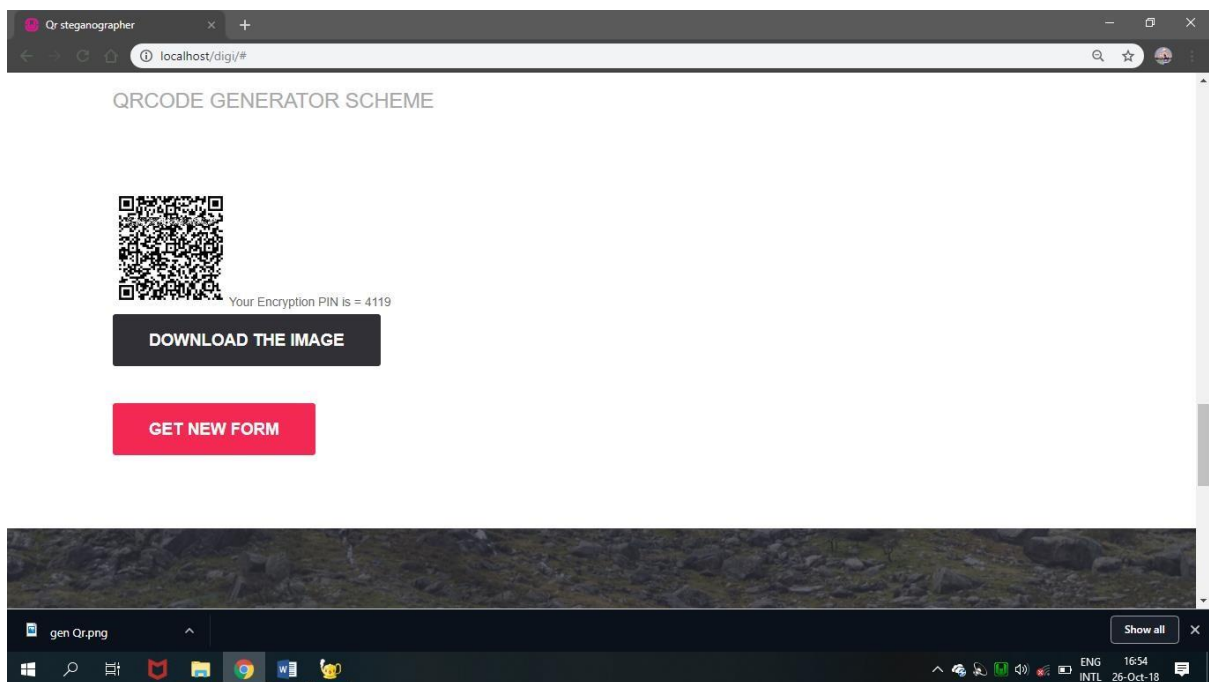 Qr steganographer
localhost/digi/#
QRCODE GENERATOR SCHEME
Your Encryption PIN is = 4119
DOWNLOAD THE IMAGE
GET NEW FORM
gen Qr.png
Show all
ENG 16:54
INTL 26-Oct-18